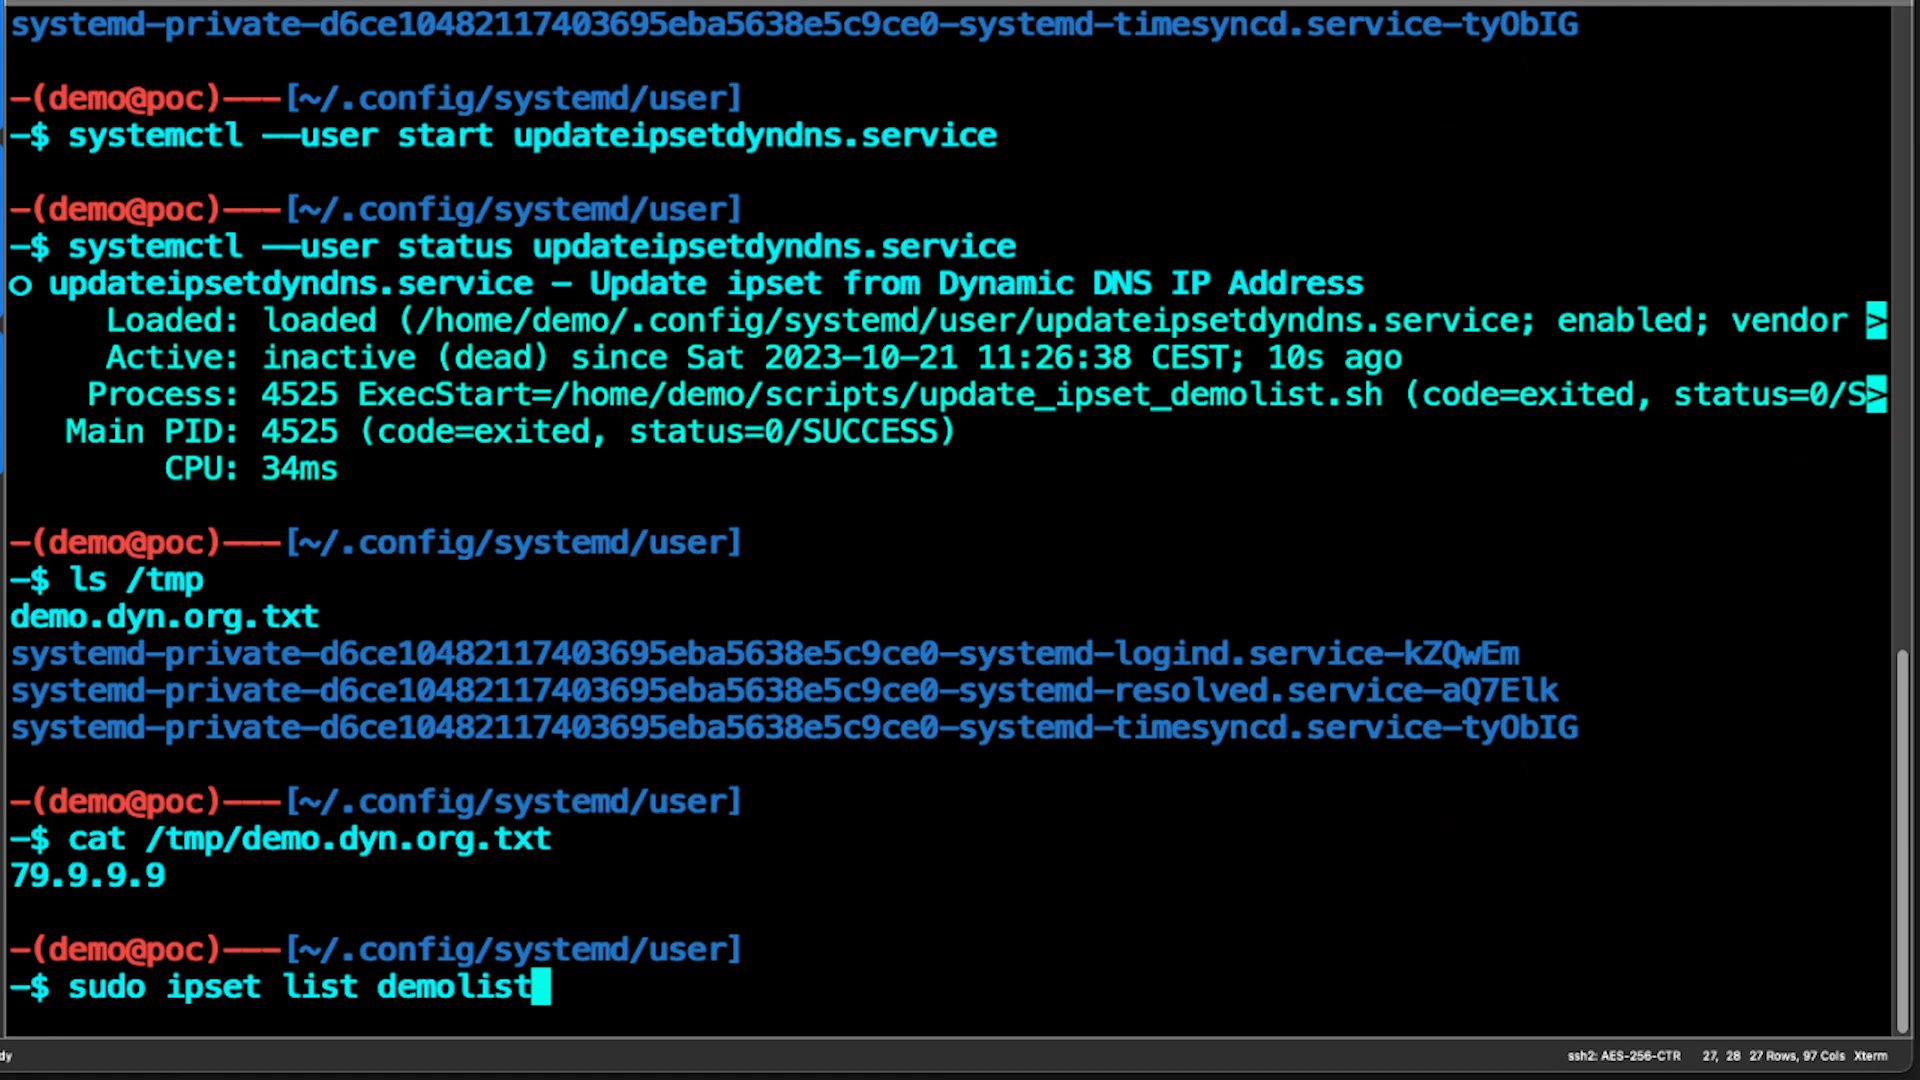 systemd-private-d6ce10482117403695eba5638e5c9ce0-systemd-timesyncd.service-tyObIG
-(demo@poc)---[~/.config/systemd/user]
-$ systemctl --user start updateipsetdyndns.service
-(demo@poc)---[~/.config/systemd/user]
-$ systemctl --user status updateipsetdyndns.service
○ updateipsetdyndns.service - Update ipset from Dynamic DNS IP Address
Loaded: loaded (/home/demo/.config/systemd/user/updateipsetdyndns.service; enabled; vendor >
Active: inactive (dead) since Sat 2023-10-21 11:26:38 CEST; 10s ago
Process: 4525 ExecStart=/home/demo/scripts/update_ipset_demolist.sh (code=exited, status=0/S>
Main PID: 4525 (code=exited, status=0/SUCCESS)
CPU: 34ms
-(demo@poc)---[~/.config/systemd/user]
-$ ls /tmp
demo.dyn.org.txt
systemd-private-d6ce10482117403695eba5638e5c9ce0-systemd-logind.service-kZQwEm
systemd-private-d6ce10482117403695eba5638e5c9ce0-systemd-resolved.service-aQ7Elk
systemd-private-d6ce10482117403695eba5638e5c9ce0-systemd-timesyncd.service-tyObIG
-(demo@poc)---[~/.config/systemd/user]
-$ cat /tmp/demo.dyn.org.txt
79.9.9.9
-(demo@poc)---[~/.config/systemd/user]
-$ sudo ipset list demolist
dy ssh2: AES-256-CTR 27, 28 27 Rows, 97 Cols Xterm